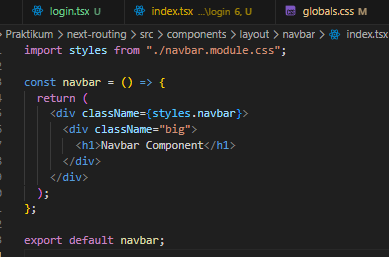 login.tsx U
index.tsx ...\login 6, U
globals.css M
Praktikum > next-routing > src > components > layout > navbar > index.tsx
import styles from "./navbar.module.css";
3
const navbar = () => {
return (
<div className={styles.navbar}>
<div className="big">
<h1>Navbar Component</h1>
</div>
</div>
);
};
3
export default navbar;